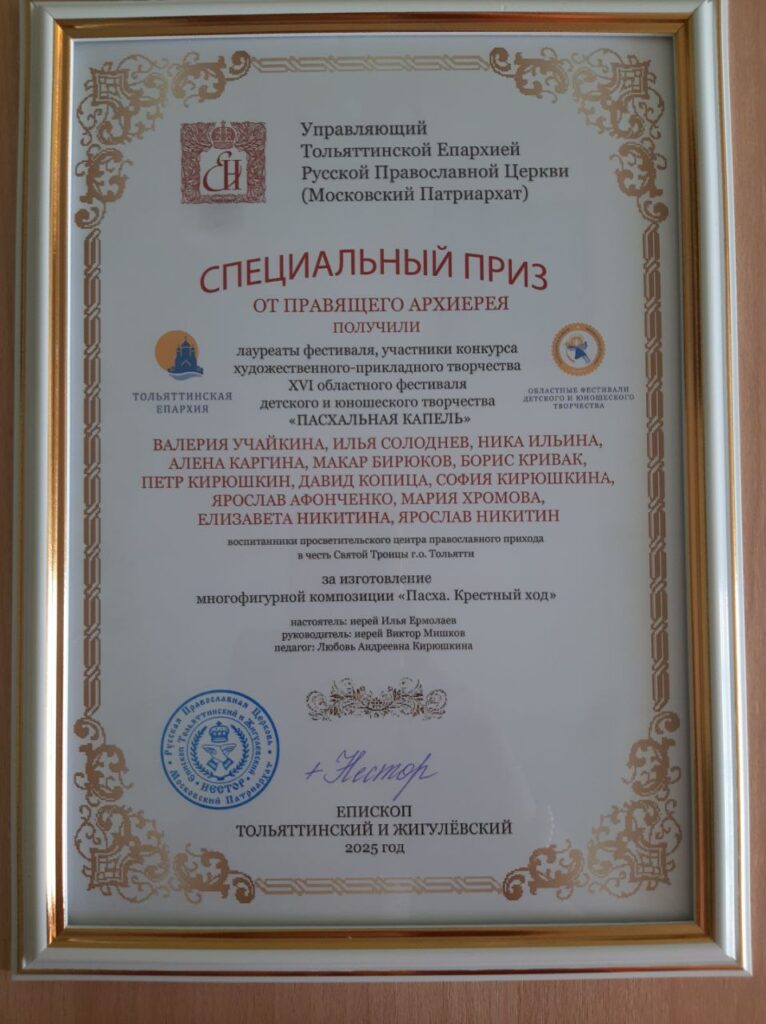 Управляющий
Тольяттинской Епархией
Русской Православной Церкви
(Московский Патриархат)
ЕН
СПЕЦИАЛЬНЫЙ ПРИЗ
ОТ ПРАВЯЩЕГО АРХИЕРЕЯ
ПОЛУЧИЛИ
лауреаты фестиваля, участники конкурса
художественного-прикладного творчества
XVI областного фестиваля
детского и юношеского творчества
«ПАСХАЛЬНАЯ КАПЕЛЬ»
ТОЛЬЯТТИНСКАЯ
ЕПАРХИЯ
ОБЛАСТНЫЕ ФЕСТИВАЛИ
ДЕТСКОГО И ЮНОШЕСКОГО
ТВОРЧЕСТВА
ВАЛЕРИЯ УЧАЙКИНА, ИЛЬЯ СОЛОДНЕВ, НИКА ИЛЬИНА,
АЛЕНА КАРГИНА, МАКАР БИРЮКОВ, БОРИС КРИВАК,
ПЕТР КИРЮШКИН, ДАВИД КОПИЦА, СОФИЯ КИРЮШКИНА,
ЯРОСЛАВ АФОНЧЕНКО, МАРИЯ ХРОМОВА,
ЕЛИЗАВЕТА НИКИТИНА, ЯРОСЛАВ НИКИТИН
воспитанники просветительского центра православного прихода
в честь Святой Троицы г.о. Тольятти
за изготовление
многофигурной композиции «Пасха. Крестный ход»
настоятель: иерей Илья Ермолаев
руководитель: иерей Виктор Мишков
педагог: Любовь Андреевна Кирюшкина
Русская Православная Церковь
Московский Патриархат
Епископ Тольяттинский и Жигулевский
НЕСТОР
+ Нестор
ЕПИСКОП
ТОЛЬЯТТИНСКИЙ И ЖИГУЛЁВСКИЙ
2025 год